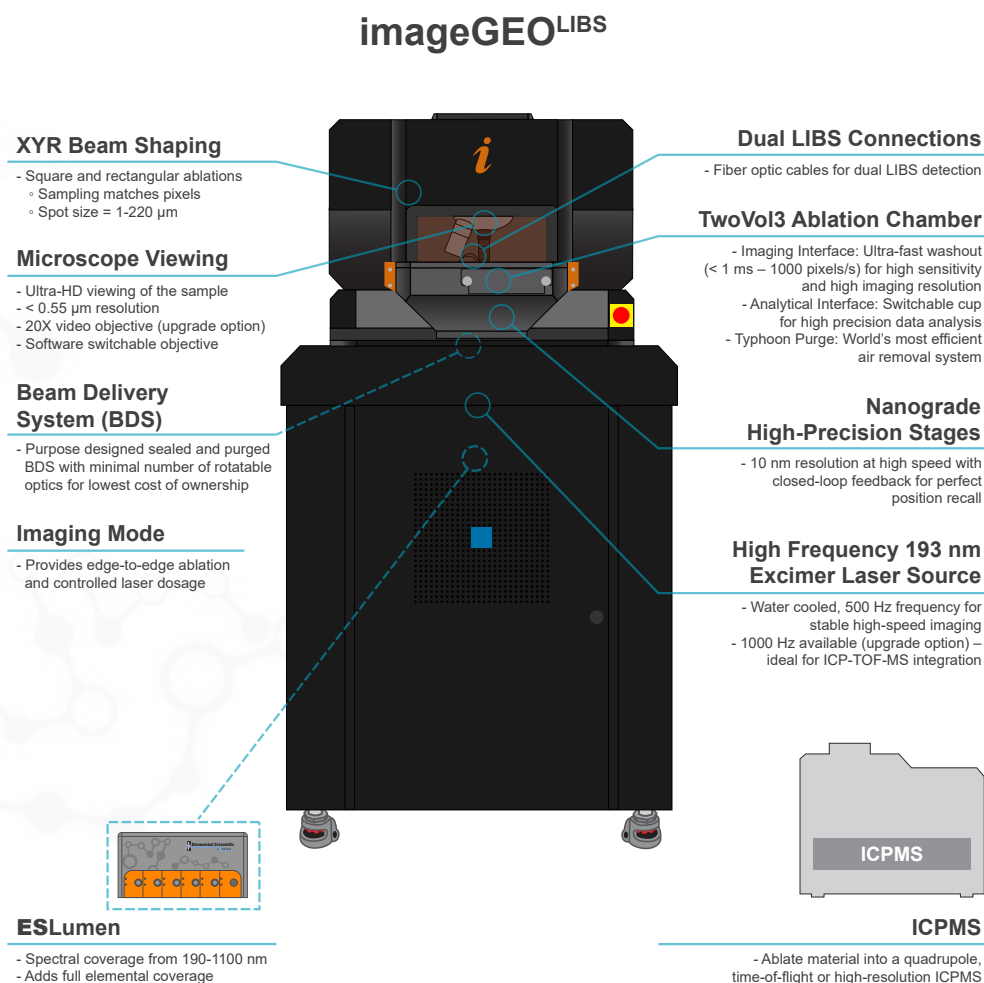 imageGEOLIBS
i
XYR Beam Shaping
- Square and rectangular ablations
◦ Sampling matches pixels
◦ Spot size = 1-220 µm
Microscope Viewing
- Ultra-HD viewing of the sample
- < 0.55 µm resolution
- 20X video objective (upgrade option)
- Software switchable objective
Beam Delivery
System (BDS)
- Purpose designed sealed and purged
BDS with minimal number of rotatable
optics for lowest cost of ownership
Imaging Mode
- Provides edge-to-edge ablation
and controlled laser dosage
Elemental Scientific
ESLumen
- Spectral coverage from 190-1100 nm
- Adds full elemental coverage
Dual LIBS Connections
- Fiber optic cables for dual LIBS detection
TwoVol3 Ablation Chamber
- Imaging Interface: Ultra-fast washout
(< 1 ms – 1000 pixels/s) for high sensitivity
and high imaging resolution
- Analytical Interface: Switchable cup
for high precision data analysis
- Typhoon Purge: World's most efficient
air removal system
Nanograde
High-Precision Stages
- 10 nm resolution at high speed with
closed-loop feedback for perfect
position recall
High Frequency 193 nm
Excimer Laser Source
- Water cooled, 500 Hz frequency for
stable high-speed imaging
- 1000 Hz available (upgrade option) –
ideal for ICP-TOF-MS integration
ICPMS
ICPMS
- Ablate material into a quadrupole,
time-of-flight or high-resolution ICPMS